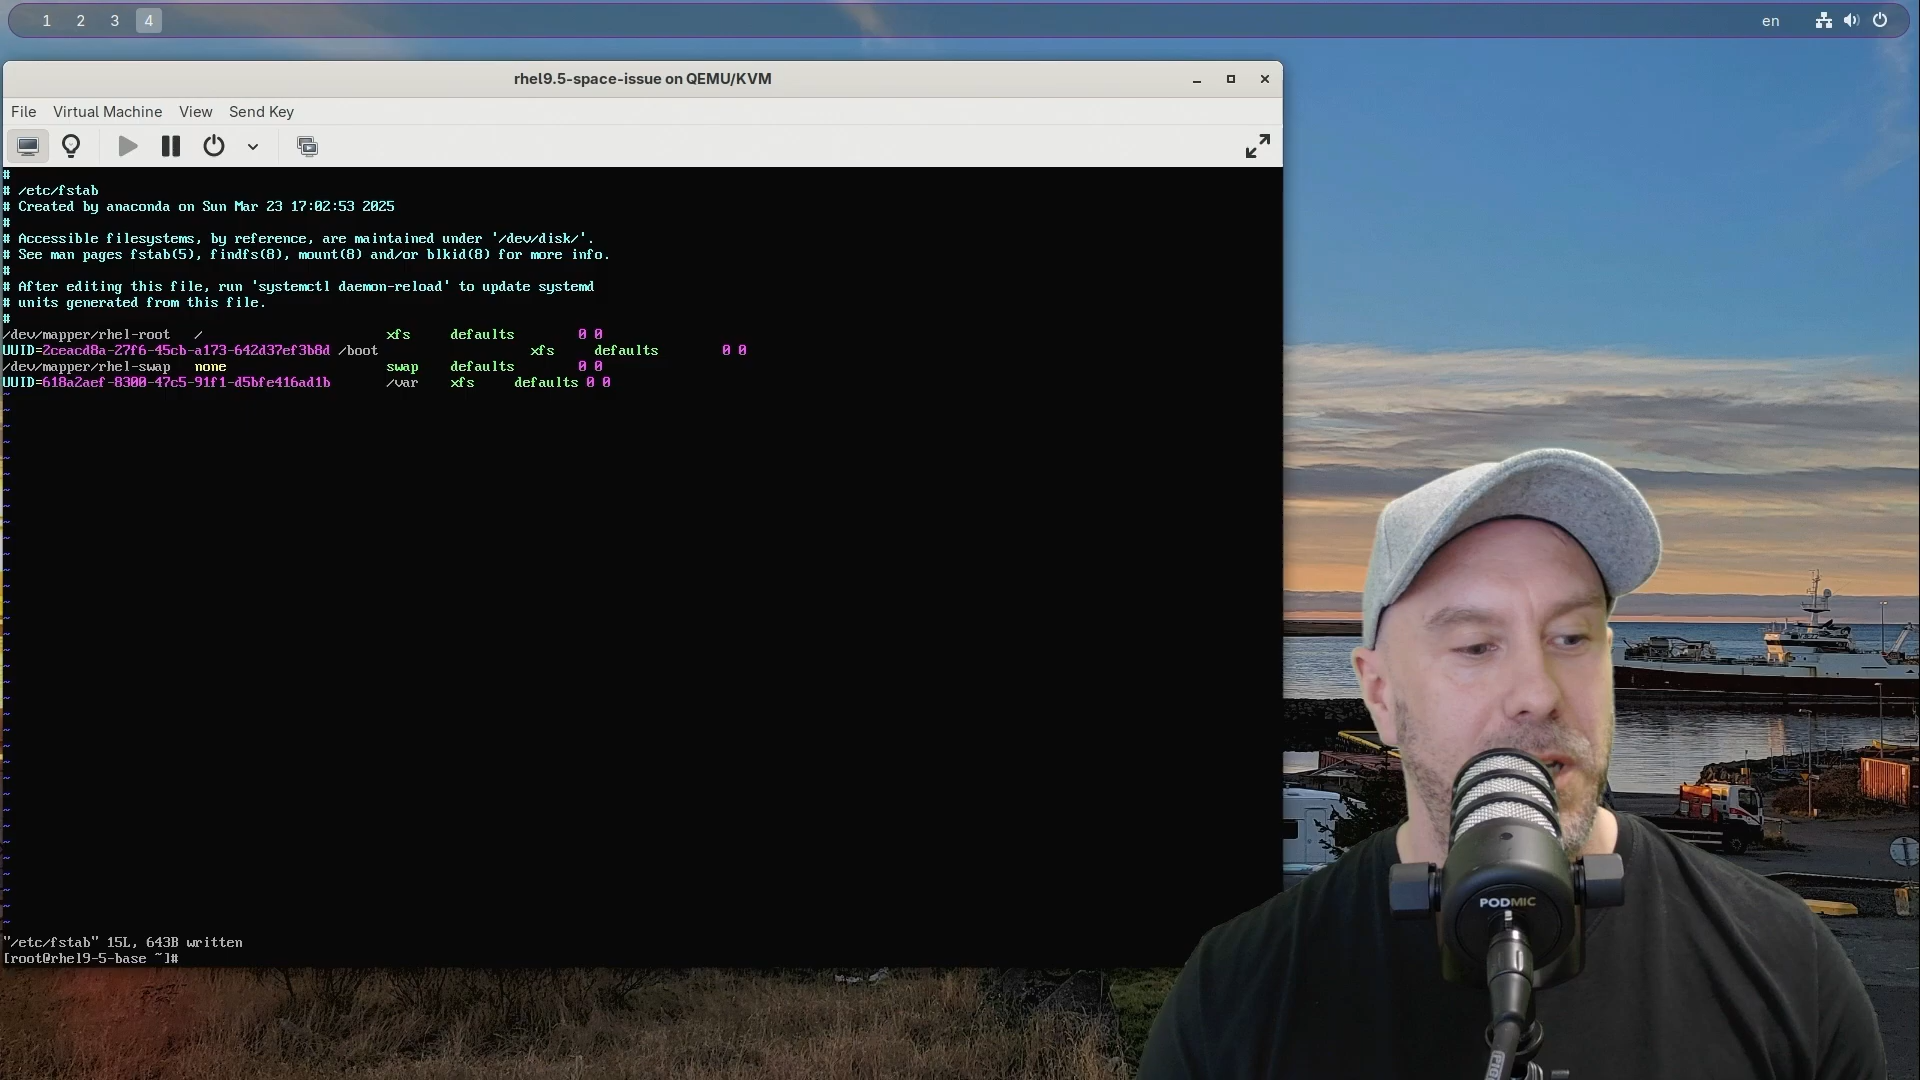 1 2 3 4 en
rhel9.5-space-issue on QEMU/KVM
File Virtual Machine View Send Key
#
# /etc/fstab
# Created by anaconda on Sun Mar 23 17:02:53 2025
#
# Accessible filesystems, by reference, are maintained under '/dev/disk/'.
# See man pages fstab(5), findfs(8), mount(8) and/or blkid(8) for more info.
#
# After editing this file, run 'systemctl daemon-reload' to update systemd
# units generated from this file.
#
/dev/mapper/rhel-root / xfs defaults 0 0
UUID=2ceacd8a-27f6-45cb-a173-642d37ef3b8d /boot xfs defaults 0 0
/dev/mapper/rhel-swap none swap defaults 0 0
UUID=618a2aef-8300-47c5-91f1-d5bfe416ad1b /var xfs defaults 0 0
"/etc/fstab" 15L, 643B written
[root@rhel9-5-base ~]#
PODMIC